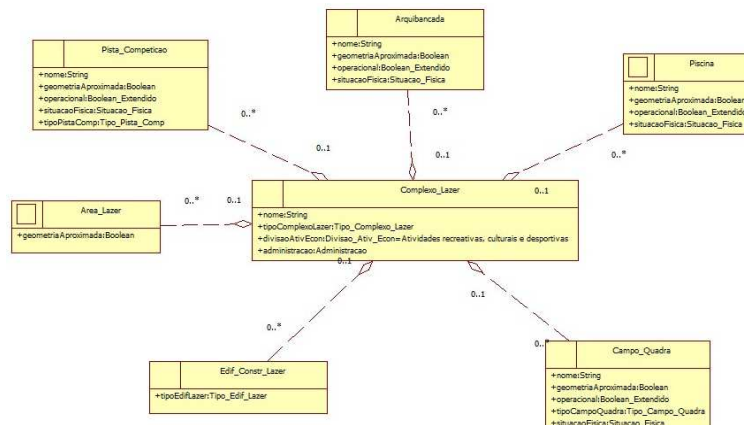 Arquibancada
+nome:String
+geometriaAproximada:Boolean
+operacional:Boolean_Extendido
+situacaoFisica:Situacao_Fisica
Pista_Competicao
+nome:String
+geometriaAproximada:Boolean
+operacional:Boolean_Extendido
+situacaoFisica:Situacao_Fisica
+tipoPistaComp:Tipo_Pista_Comp
Piscina
+nome:String
+geometriaAproximada:Boolean
+operacional:Boolean_Extendido
+situacaoFisica:Situacao_Fisica
0..*
0..*
0..*
0..1
0..1
0..1
Complexo_Lazer
+nome:String
+tipoComplexoLazer:Tipo_Complexo_Lazer
+divisaoAtivEcon:Divisao_Ativ_Econ=Atividades recreativas, culturais e desportivas
+administracao:Administracao
Area_Lazer
+geometriaAproximada:Boolean
0..*
0..1
0..1
0..1
0..*
0..*
Edif_Constr_Lazer
+tipoEdifLazer:Tipo_Edif_Lazer
Campo_Quadra
+nome:String
+geometriaAproximada:Boolean
+operacional:Boolean_Extendido
+tipoCampoQuadra:Tipo_Campo_Quadra
+situacaoFisica:Situacao_Fisica